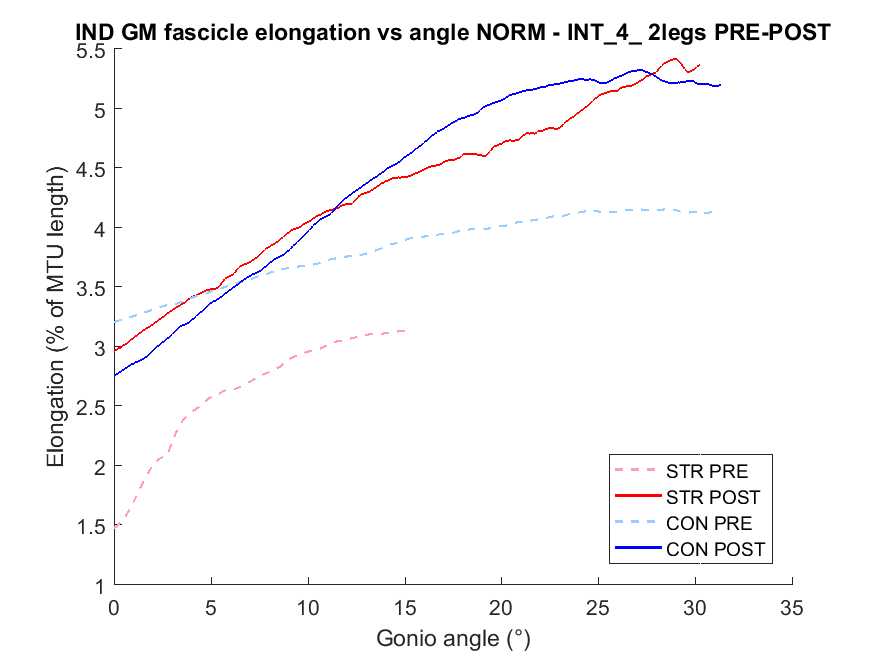 IND GM fascicle elongation vs angle NORM - INT_4_ 2legs PRE-POST
5.5
5
4.5
4
3.5
3
2.5
2
1.5
1
Elongation (% of MTU length)
0
5
10
15
20
25
30
35
Gonio angle (°)
STR PRE
STR POST
CON PRE
CON POST